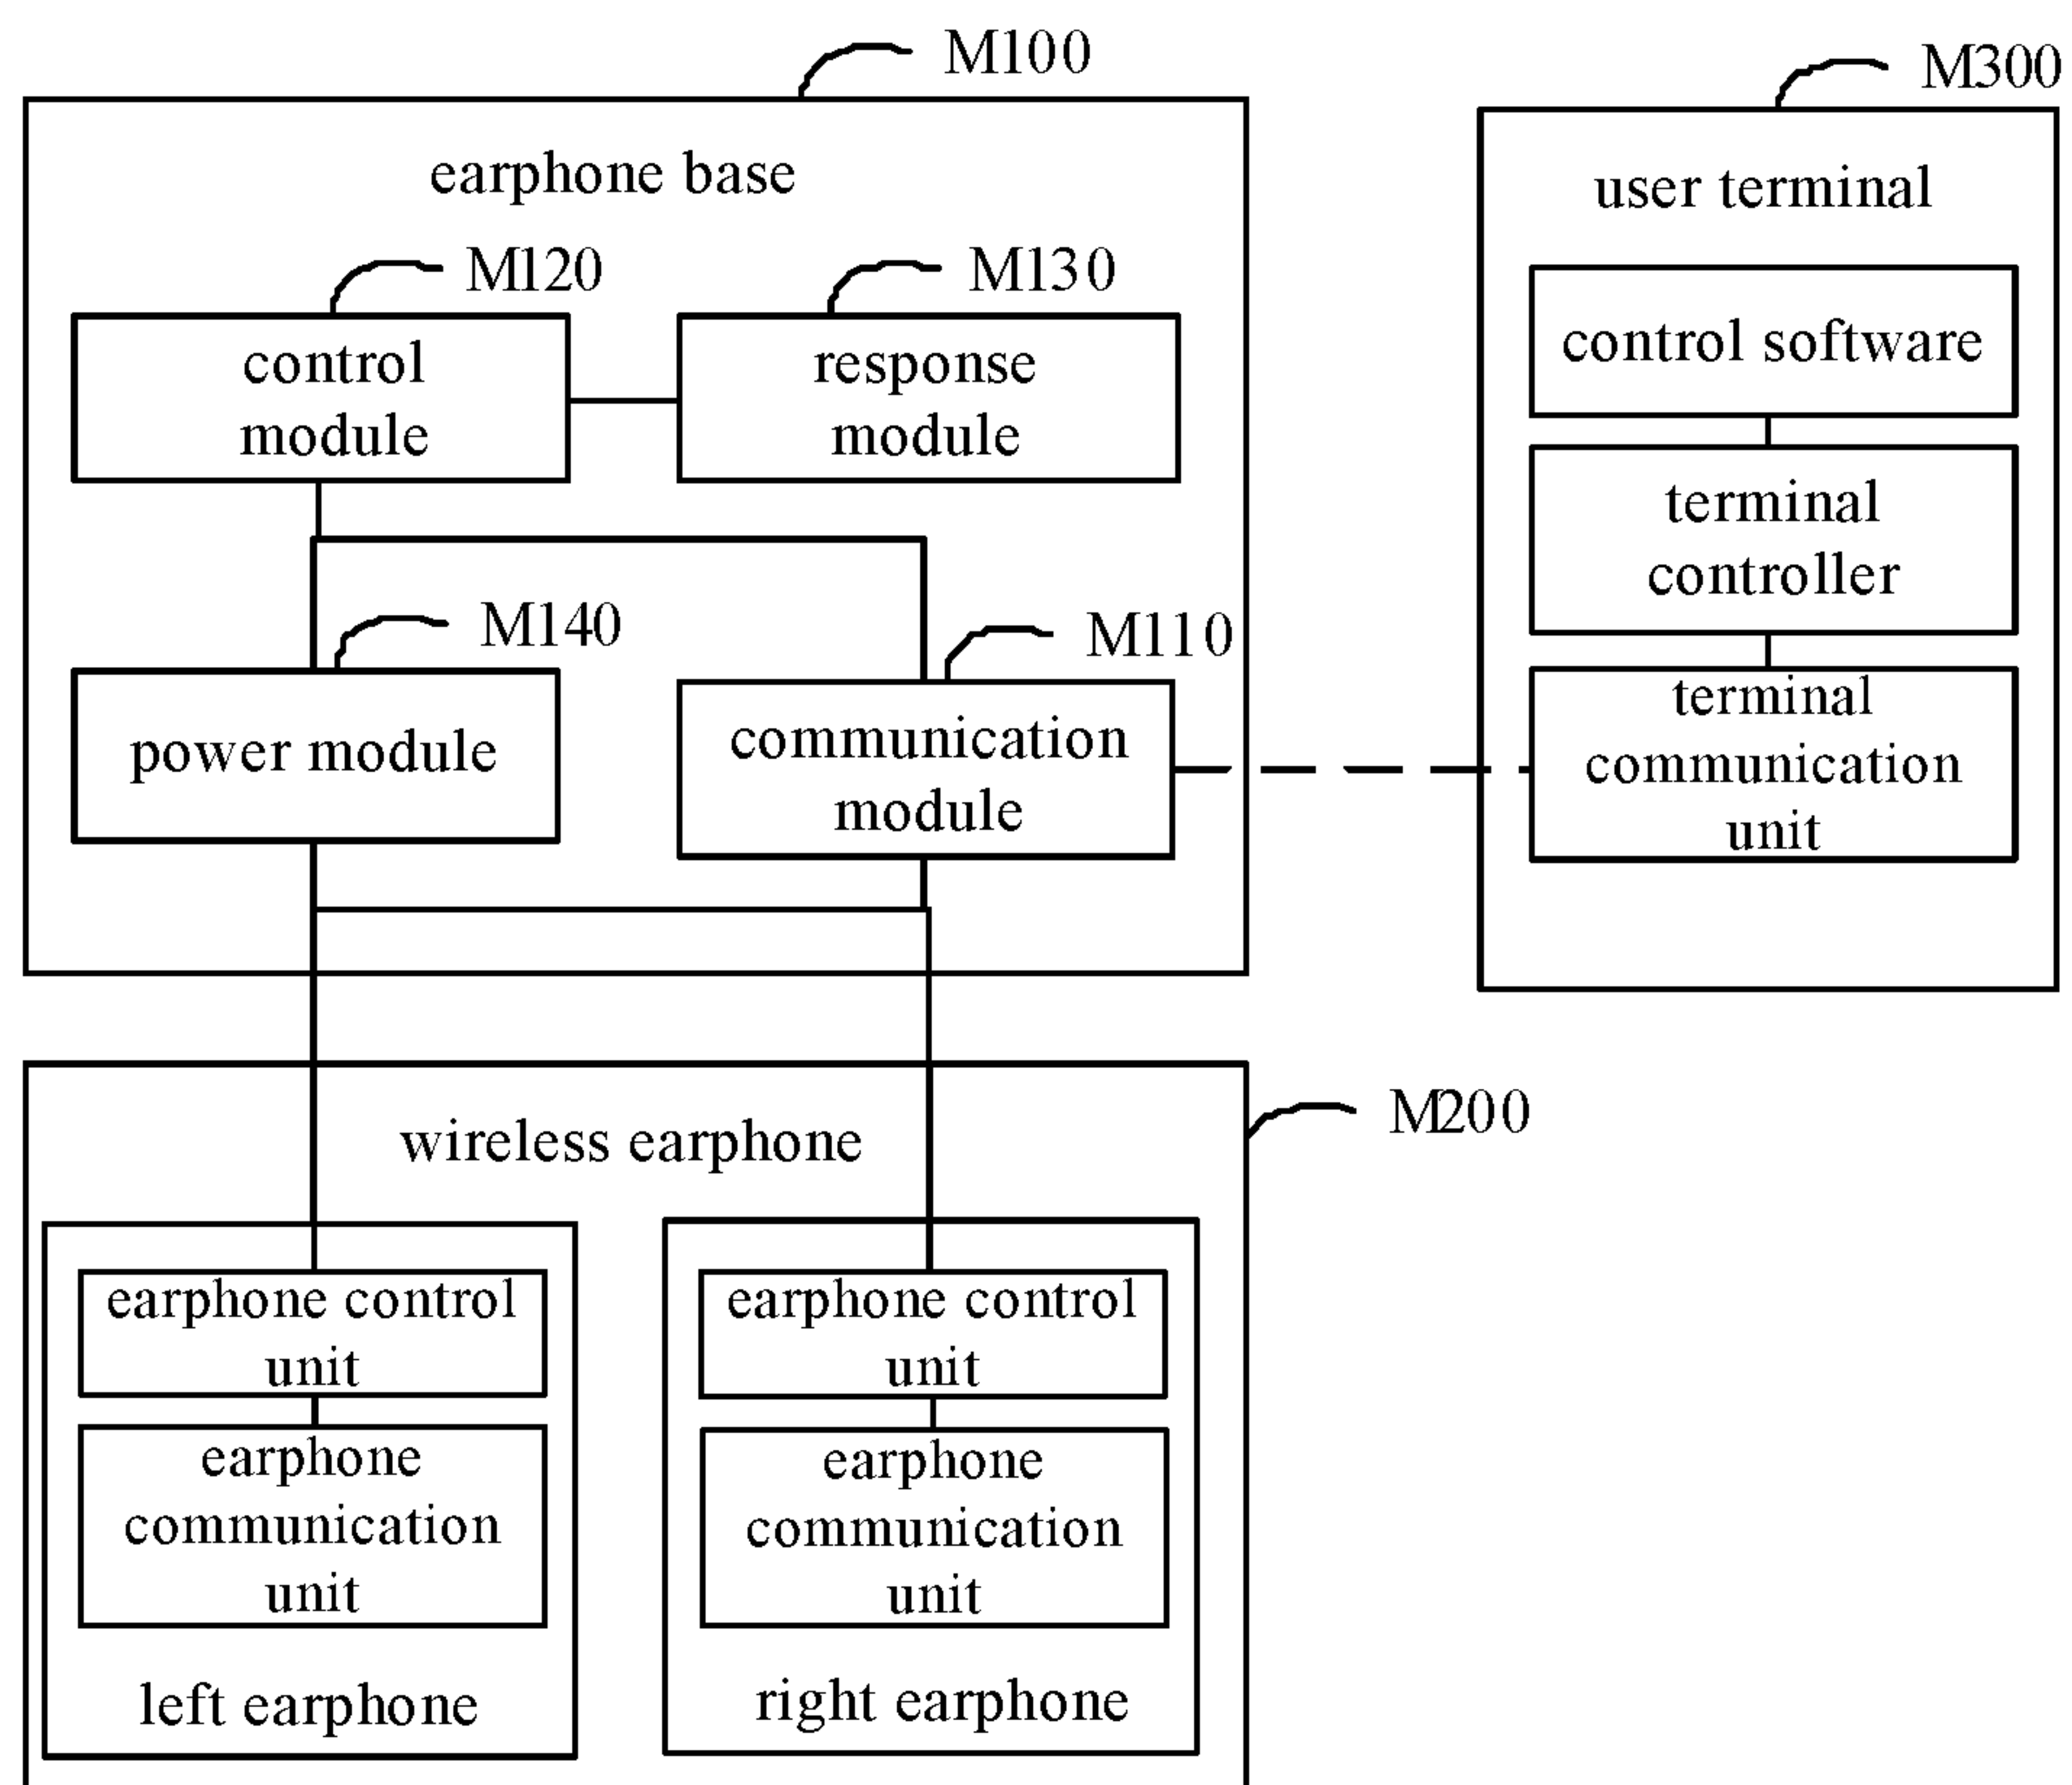 M100
earphone base
M120
M130
control
module
response
module
M140
M110
power module
communication
module
M300
user terminal
control software
terminal
controller
terminal
communication
unit
M200
wireless earphone
earphone control
unit
earphone
communication
unit
left earphone
earphone control
unit
earphone
communication
unit
right earphone